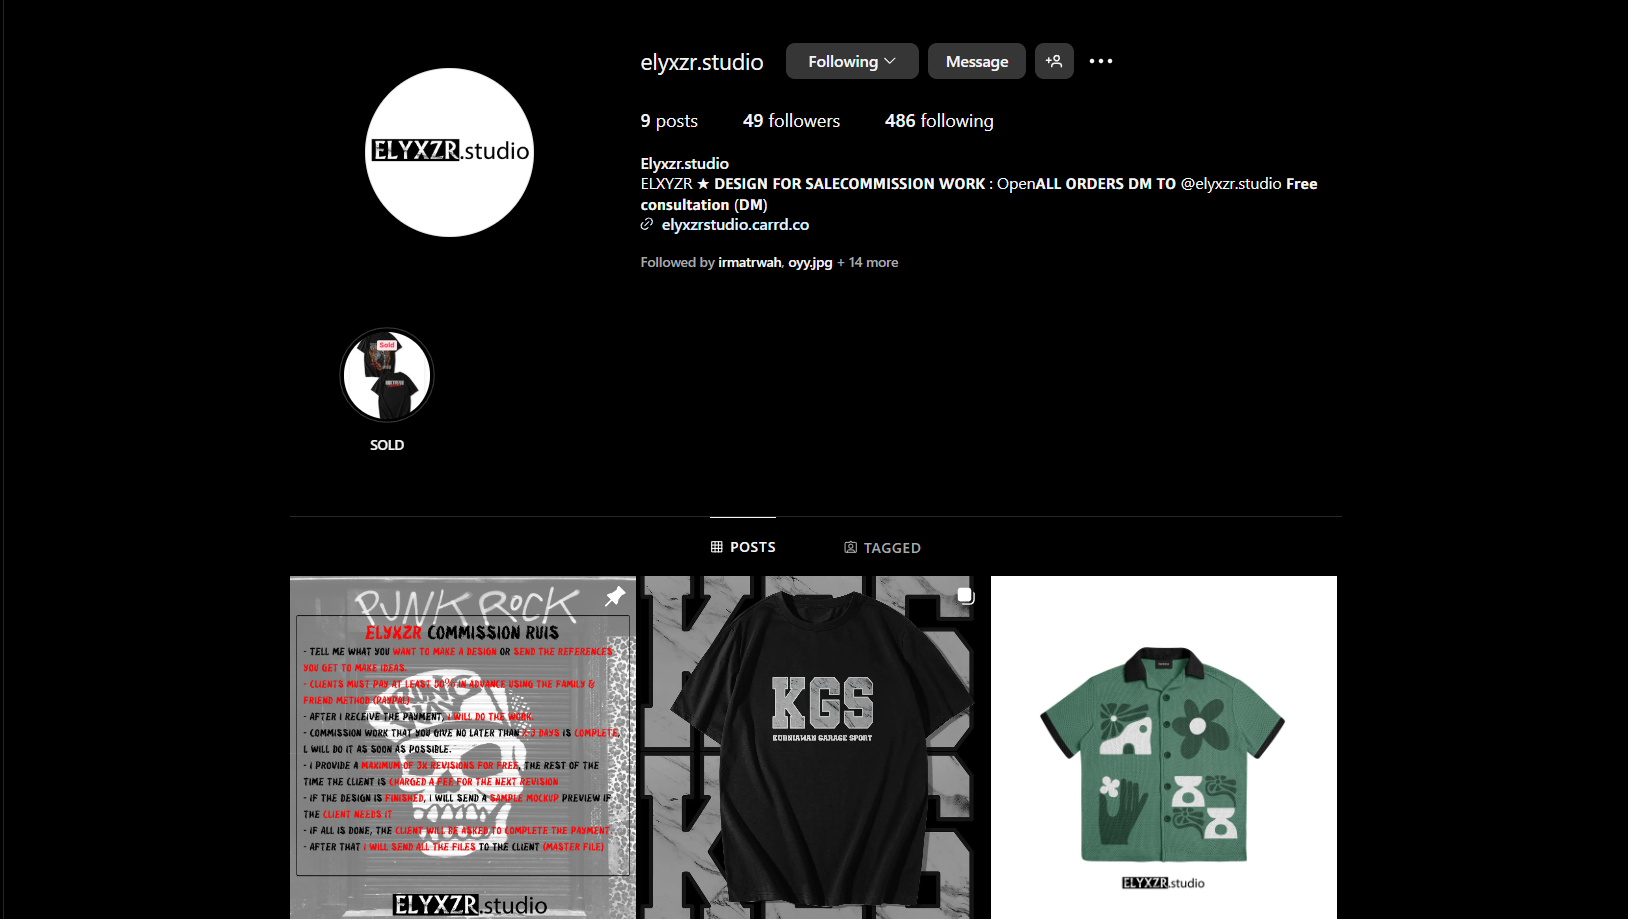 elyxzr.studio
Following
Message
9 posts
49 followers
486 following
ELYXZR.studio
Elyxzr.studio
ELXYZR ★ DESIGN FOR SALECOMMISSION WORK : OpenALL ORDERS DM TO @elyxzr.studio Free
consultation (DM)
elyxzrstudio.carrd.co
Followed by irmatrwah, oyy.jpg + 14 more
Sold
SOLD
POSTS
TAGGED
PUNK ROCK
ELYXZR COMMISSION RUIS
- TELL ME WHAT YOU WANT TO MAKE A DESIGN OR SEND THE REFERENCES
YOU GET TO MAKE IDEAS.
- CLIENTS MUST PAY AT LEAST 50% IN ADVANCE USING THE FAMILY &
FRIEND METHOD (PAYPAL)
- AFTER I RECEIVE THE PAYMENT, I WILL DO THE WORK.
- COMMISSION WORK THAT YOU GIVE NO LATER THAN 2-3 DAYS IS COMPLETE,
I WILL DO IT AS SOON AS POSSIBLE.
- I PROVIDE A MAXIMUM OF 3X REVISIONS FOR FREE, THE REST OF THE
TIME THE CLIENT IS CHARGED A FEE FOR THE NEXT REVISION
- IF THE DESIGN IS FINISHED, I WILL SEND A SAMPLE MOCKUP PREVIEW IF
THE CLIENT NEEDS IT
- IF ALL IS DONE, THE CLIENT WILL BE ASKED TO COMPLETE THE PAYMENT.
- AFTER THAT I WILL SEND ALL THE FILES TO THE CLIENT (MASTER FILE)
ELYXZR.studio
KGS
KURNIAWAN GARAGE SPORT
ELYXZR.studio